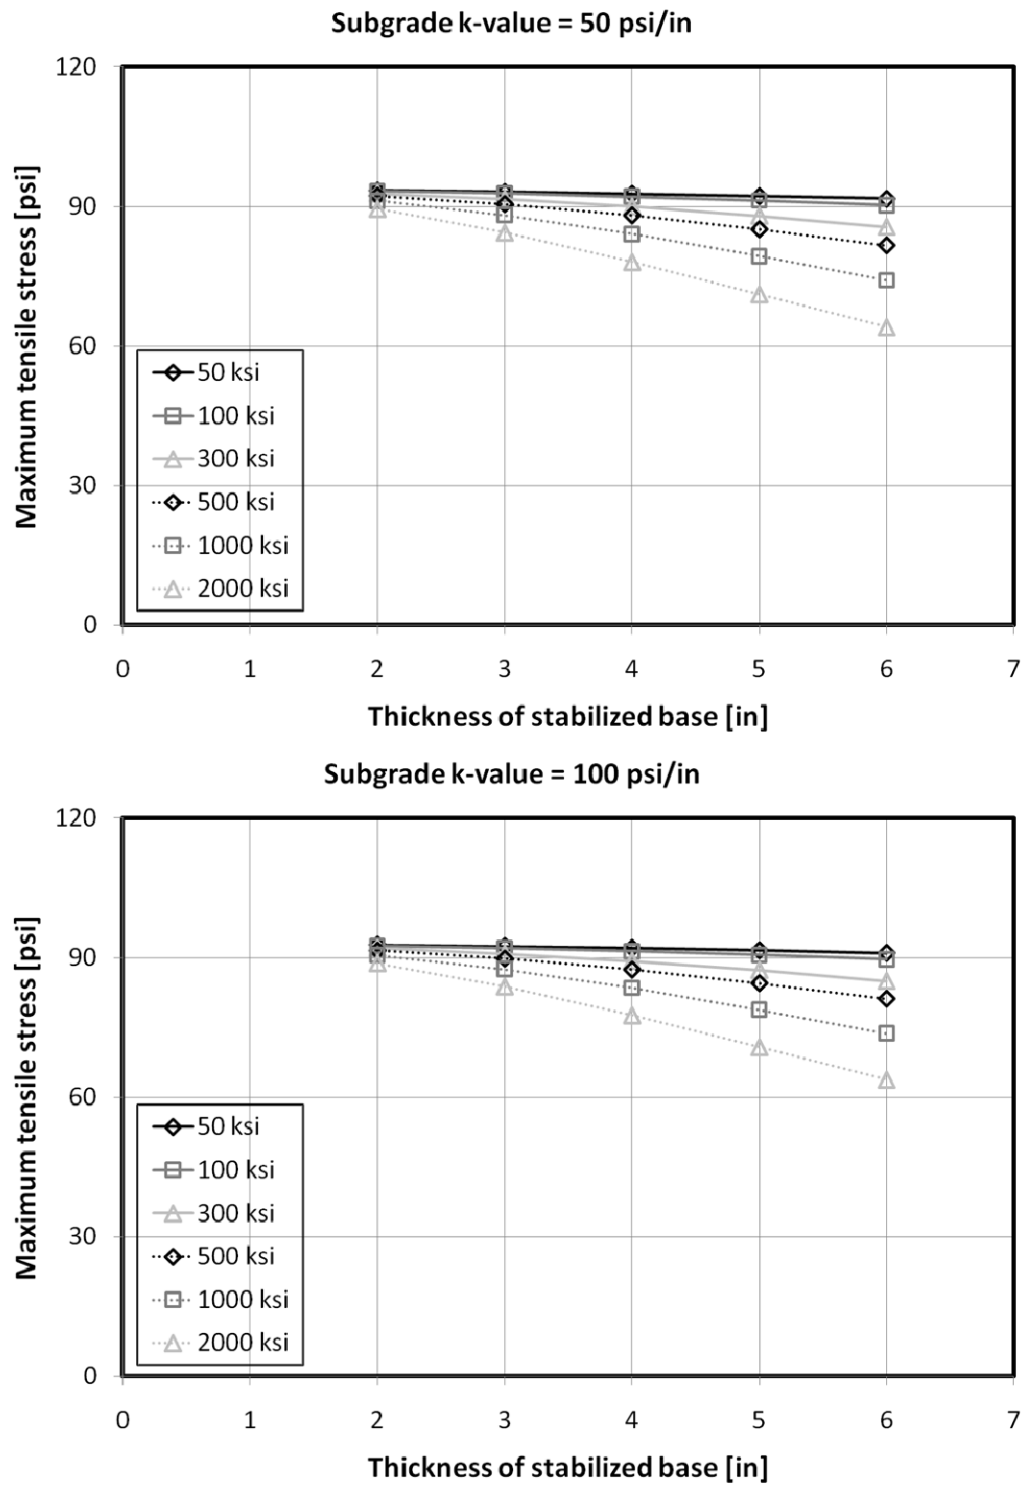 Subgrade k-value = 50 psi/in
Maximum tensile stress [psi]
120
90
60
30
0
50 ksi
100 ksi
300 ksi
500 ksi
1000 ksi
2000 ksi
0 1 2 3 4 5 6 7
Thickness of stabilized base [in]
Subgrade k-value = 100 psi/in
Maximum tensile stress [psi]
120
90
60
30
0
50 ksi
100 ksi
300 ksi
500 ksi
1000 ksi
2000 ksi
0 1 2 3 4 5 6 7
Thickness of stabilized base [in]